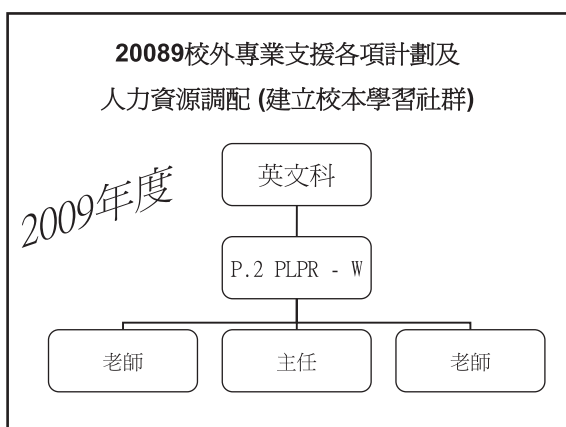 20089校外專業支援各項計劃及
人力資源調配 (建立校本學習社群)
2009年度
英文科
P.2 PLPR - W
老師
主任
老師